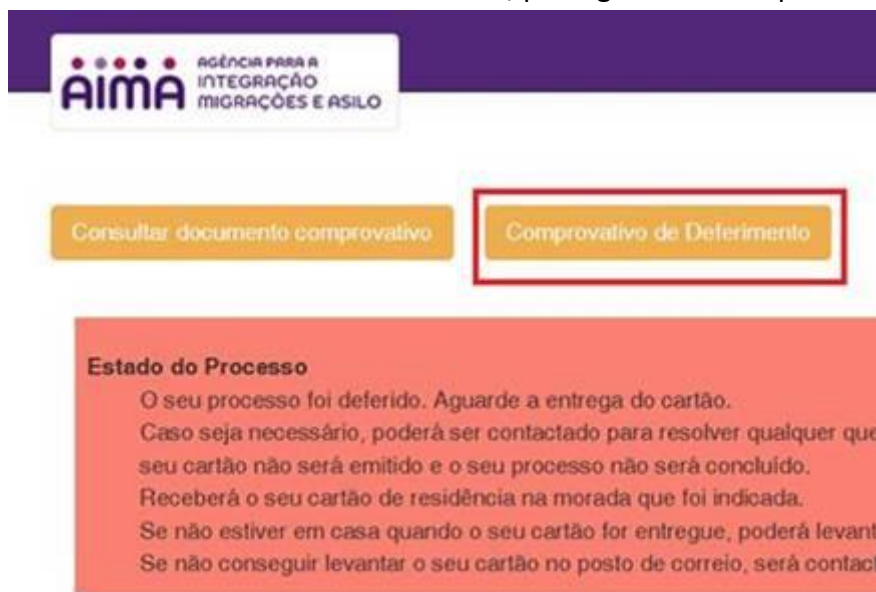 AIMA
AGÊNCIA PARA A
INTEGRAÇÃO
MIGRAÇÕES E ASILO
Consultar documento comprovativo
Comprovativo de Deferimento
Estado do Processo
O seu processo foi deferido. Aguarde a entrega do cartão.
Caso seja necessário, poderá ser contactado para resolver qualquer que
seu cartão não será emitido e o seu processo não será concluído.
Receberá o seu cartão de residência na morada que foi indicada.
Se não estiver em casa quando o seu cartão for entregue, poderá levant
Se não conseguir levantar o seu cartão no posto de correio, será contact